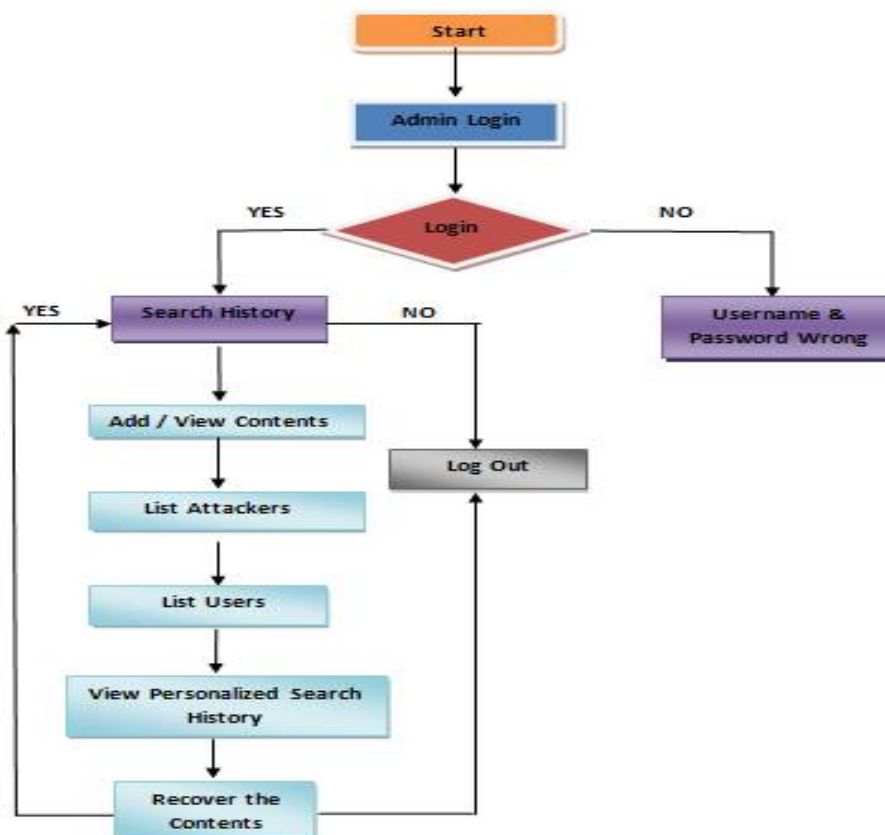 Start
Admin Login
Login
YES
NO
YES
Search History
NO
Username &
Password Wrong
Add / View Contents
Log Out
List Attackers
List Users
View Personalized Search
History
Recover the
Contents